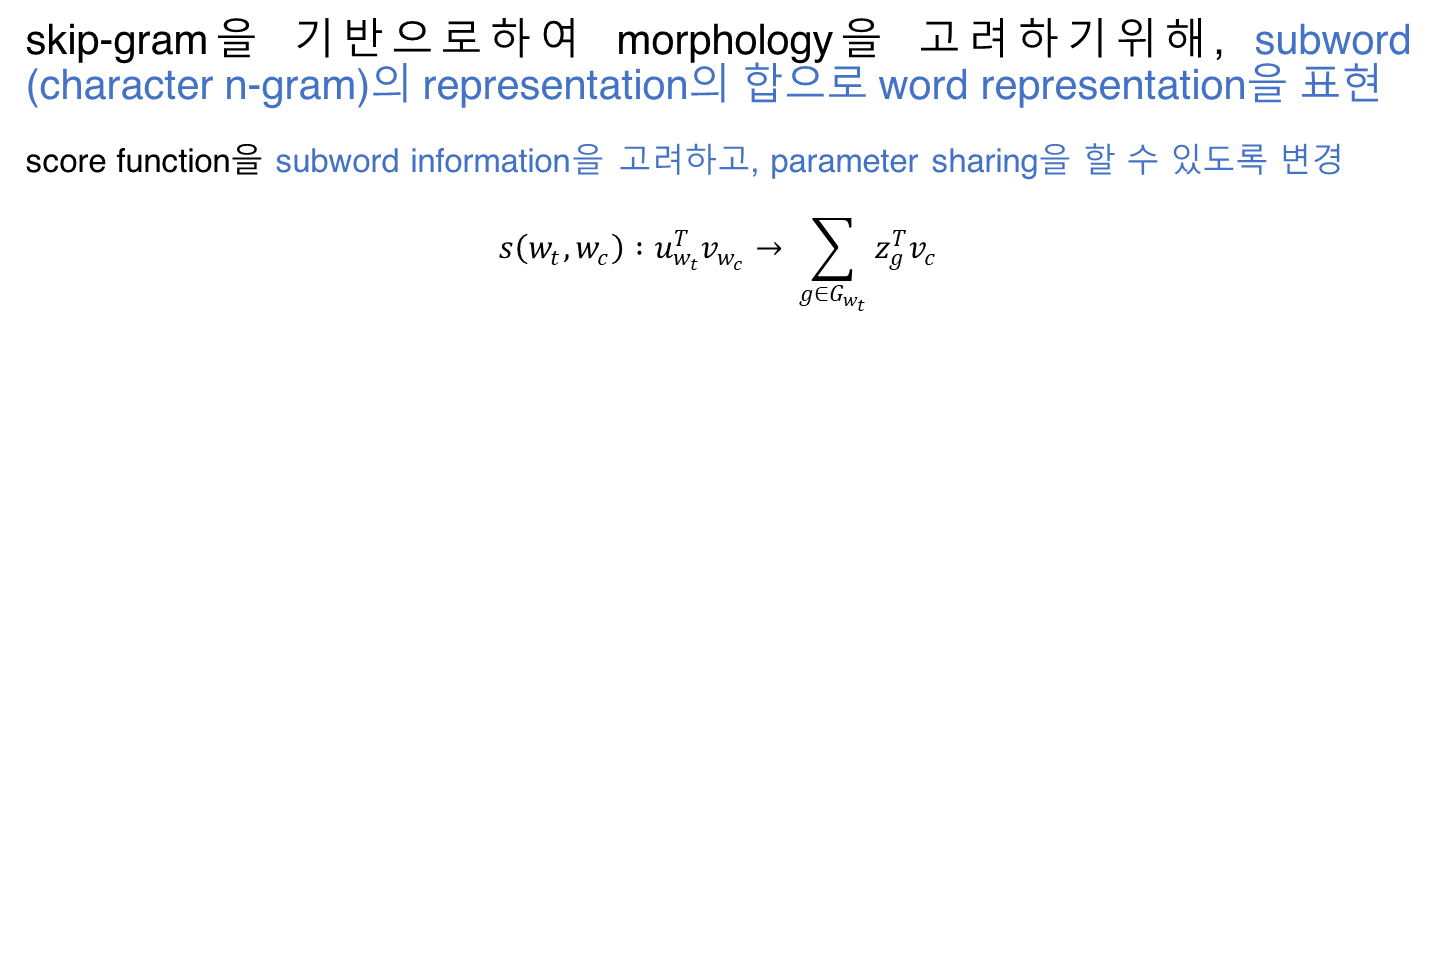 skip-gram을 기반으로하여 morphology을 고려하기위해, subword
(character n-gram)의 representation의 합으로 word representation을 표현
score function을 subword information을 고려하고, parameter sharing을 할 수 있도록 변경
$s(w_t, w_c) : u_{w_t}^T v_{w_c} \rightarrow \sum_{g \in G_{w_t}} z_g^T v_c$